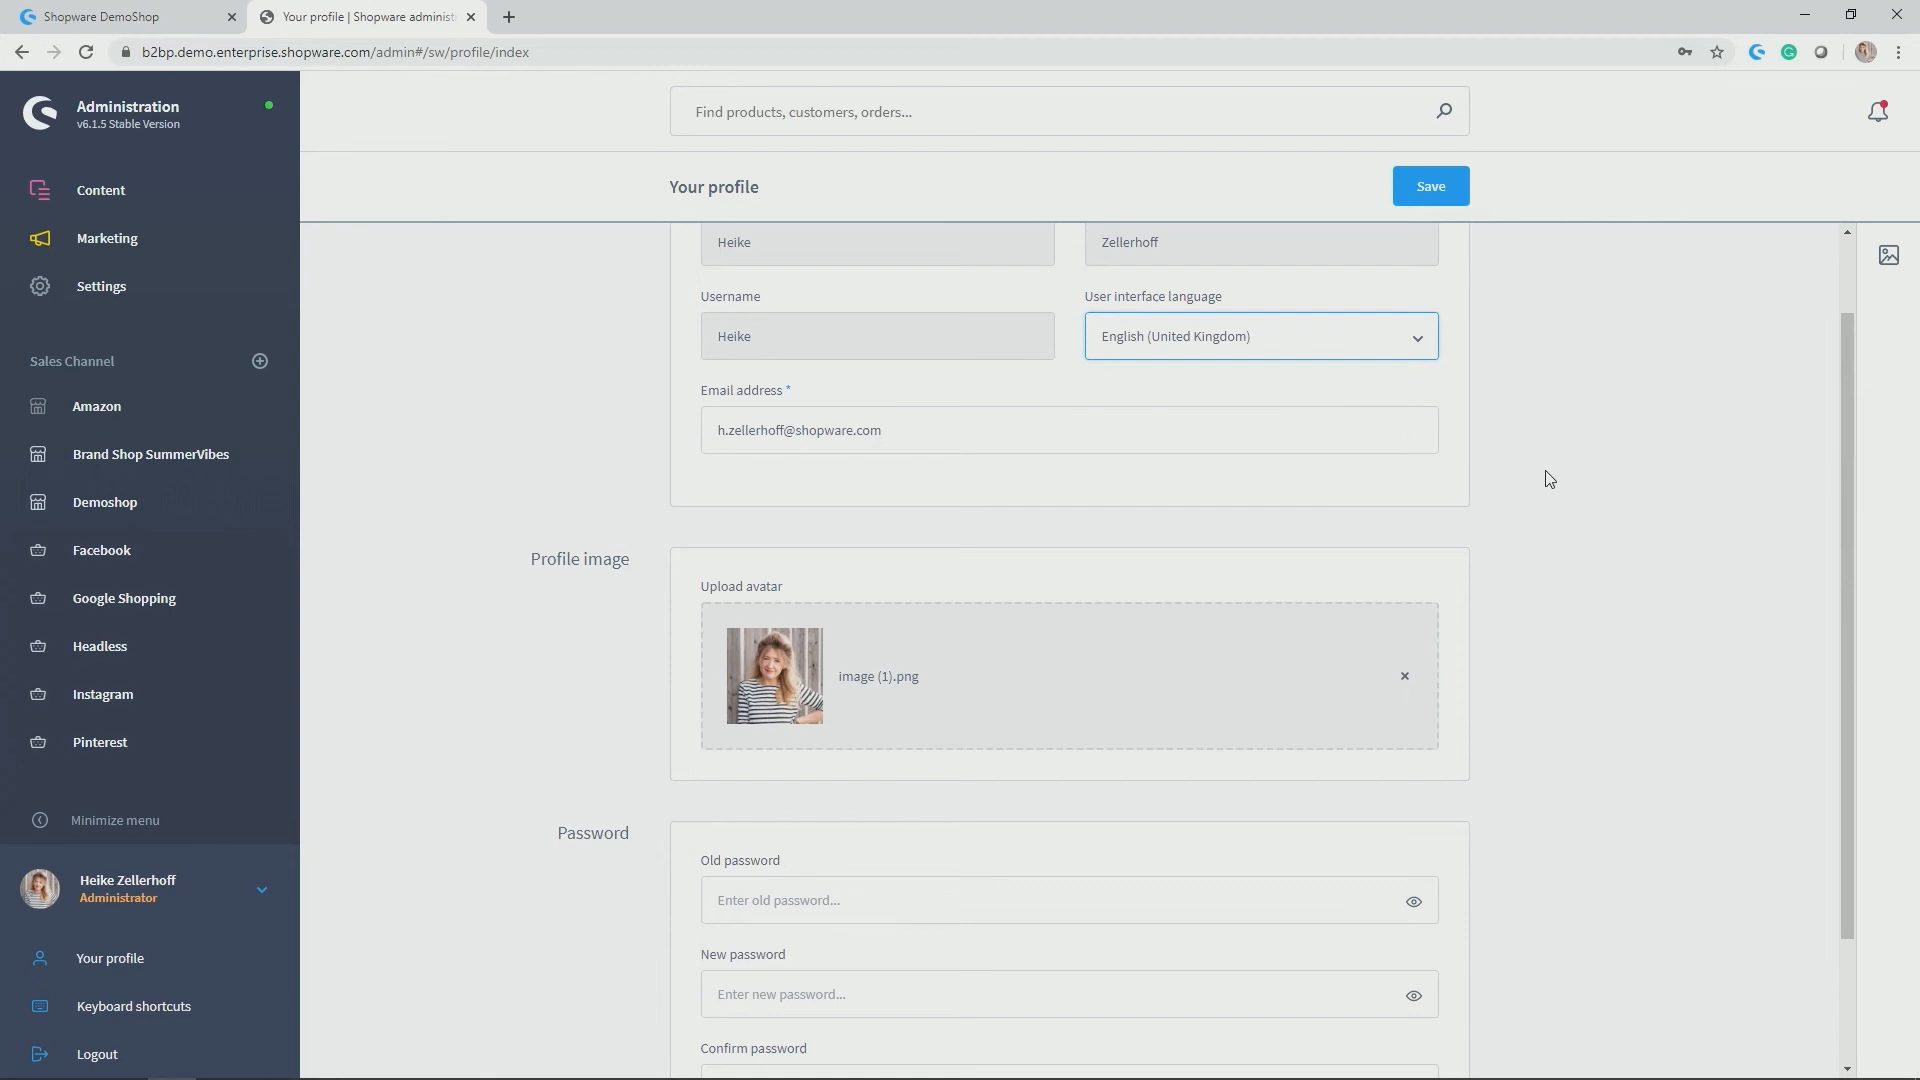 Shopware DemoShop
Your profile | Shopware administ
b2bp.demo.enterprise.shopware.com/admin#/sw/profile/index
Administration
v6.1.5 Stable Version
Find products, customers, orders...
Content
Marketing
Settings
Your profile
Save
Heike
Zellerhoff
Username
User interface language
Heike
English (United Kingdom)
Email address *
h.zellerhoff@shopware.com
Sales Channel
Amazon
Brand Shop SummerVibes
Demoshop
Facebook
Google Shopping
Headless
Instagram
Pinterest
Minimize menu
Profile image
Upload avatar
image (1).png
Password
Old password
Enter old password...
New password
Enter new password...
Confirm password
Heike Zellerhoff
Administrator
Your profile
Keyboard shortcuts
Logout